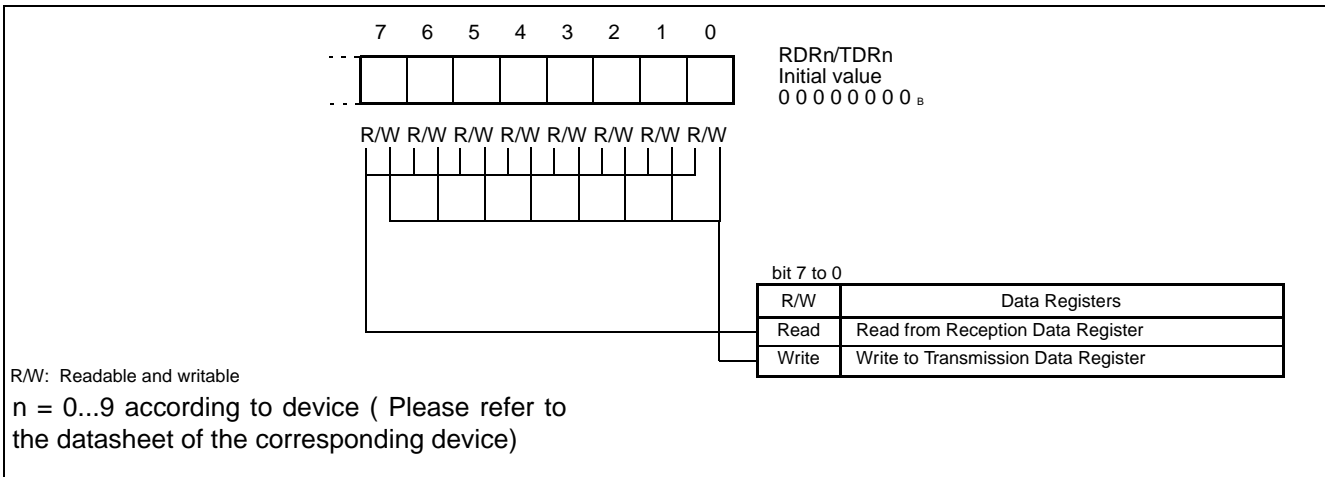 7 6 5 4 3 2 1 0
RDRn/TDRn
Initial value
0 0 0 0 0 0 0 0 B
R/W R/W R/W R/W R/W R/W R/W R/W
bit 7 to 0
R/W Data Registers
Read Read from Reception Data Register
Write Write to Transmission Data Register
R/W: Readable and writable
n = 0...9 according to device ( Please refer to
the datasheet of the corresponding device)